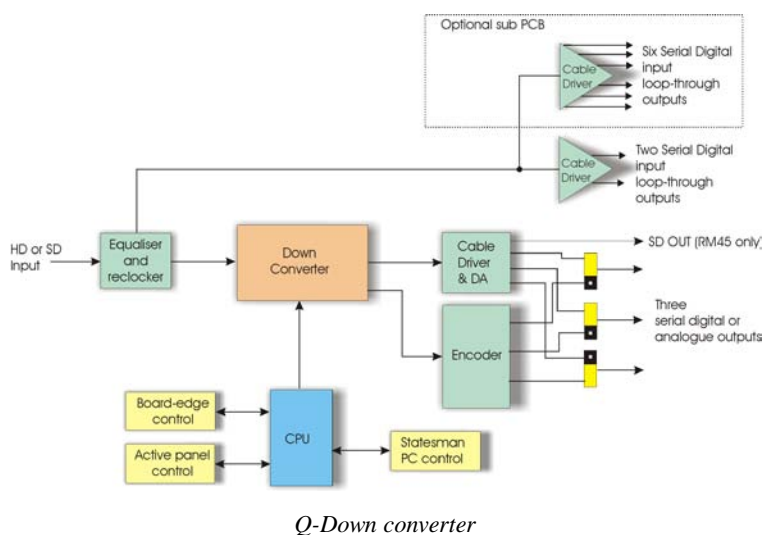 Optional sub PCB
Cable
Driver
Six Serial Digital
input
loop-through
outputs
Cable
Driver
Two Serial Digital
input
loop-through
outputs
HD or SD
Input
Equaliser
and
reclocker
Down
Converter
Cable
Driver
& DA
SD OUT (RM45 only)
Encoder
Three
serial digital or
analogue outputs
Board-edge
control
Active panel
control
CPU
Statesman
PC control
Q-Down converter